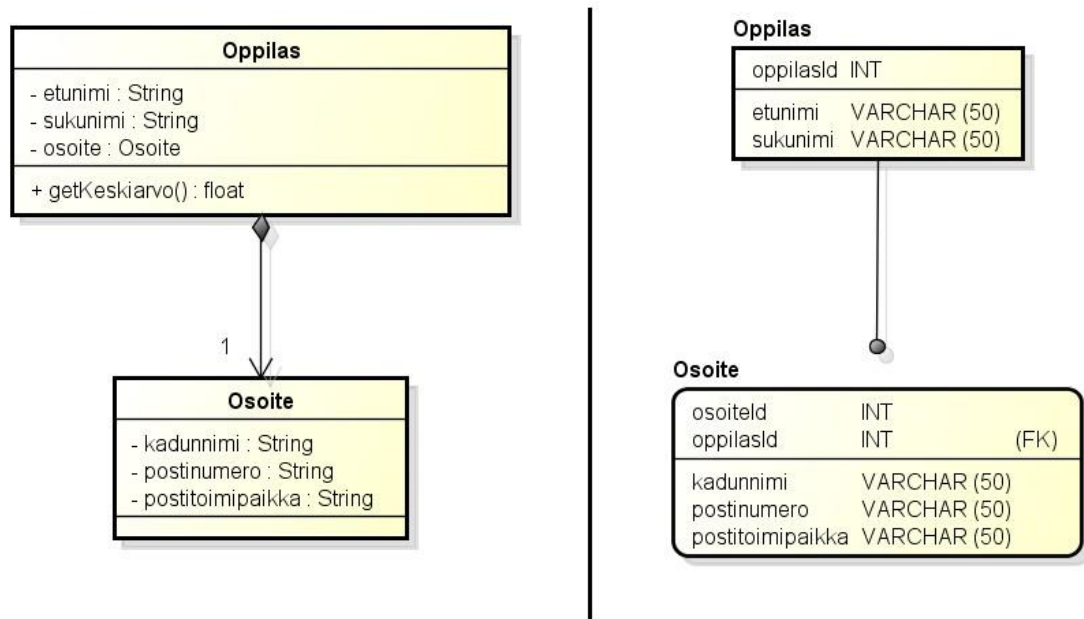 Oppilas
- etunimi : String
- sukunimi : String
- osoite : Osoite
+ getKeskiarvo() : float
1
Osoite
- kadunnimi : String
- postinumero : String
- postitoimipaikka : String
Oppilas
oppilasId INT
etunimi VARCHAR (50)
sukunimi VARCHAR (50)
Osoite
osoiteId INT
oppilasId INT (FK)
kadunnimi VARCHAR (50)
postinumero VARCHAR (50)
postitoimipaikka VARCHAR (50)